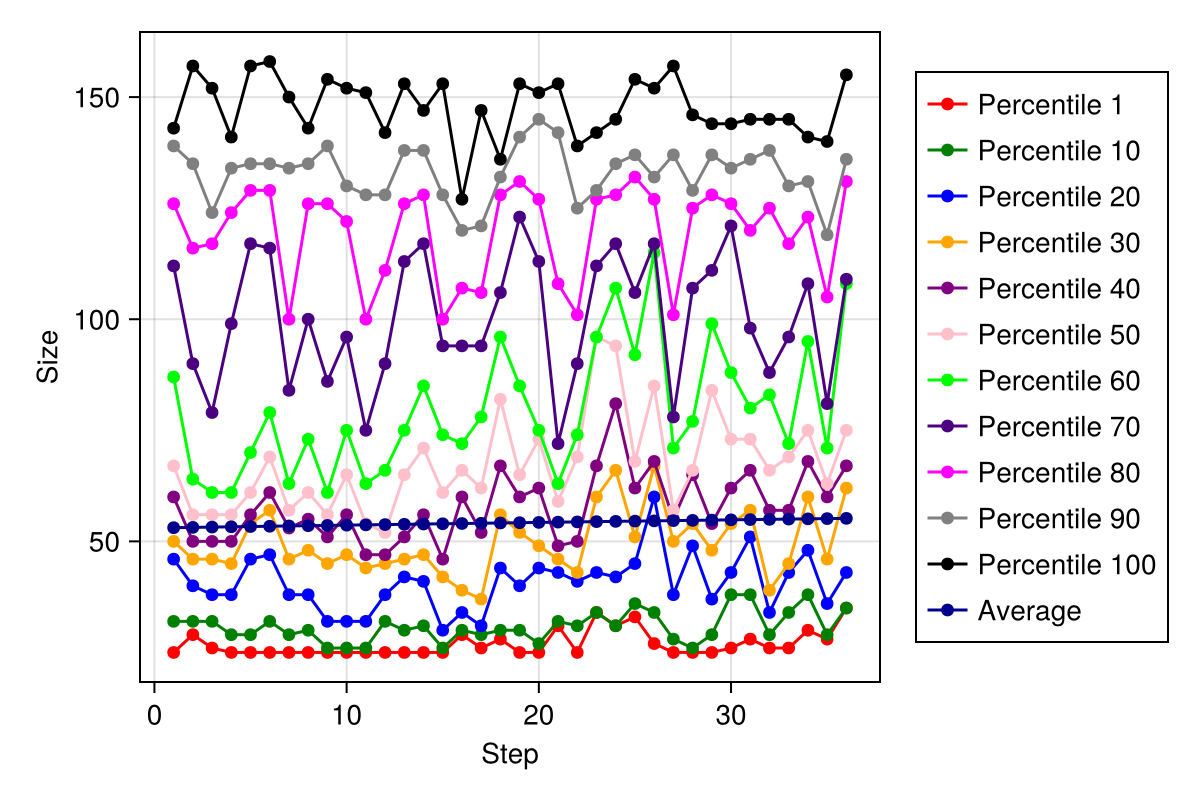 150
100
50
Size
0
10
20
30
Step
Percentile 1
Percentile 10
Percentile 20
Percentile 30
Percentile 40
Percentile 50
Percentile 60
Percentile 70
Percentile 80
Percentile 90
Percentile 100
Average